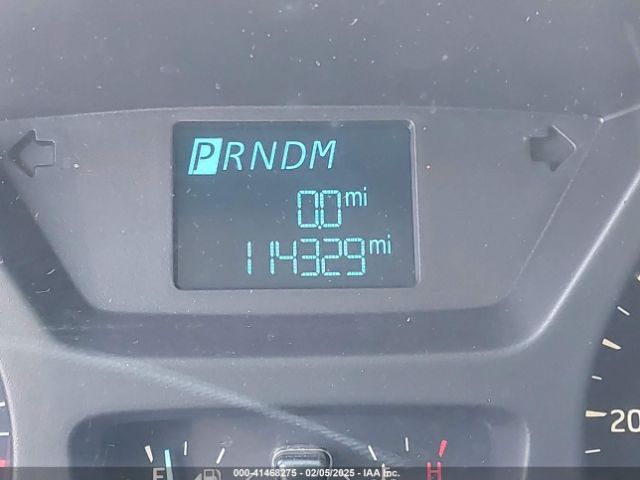 PRNDM
0.0 mi
114329 mi
20
H
000-41468275 - 02/05/2025 - IAA Inc.